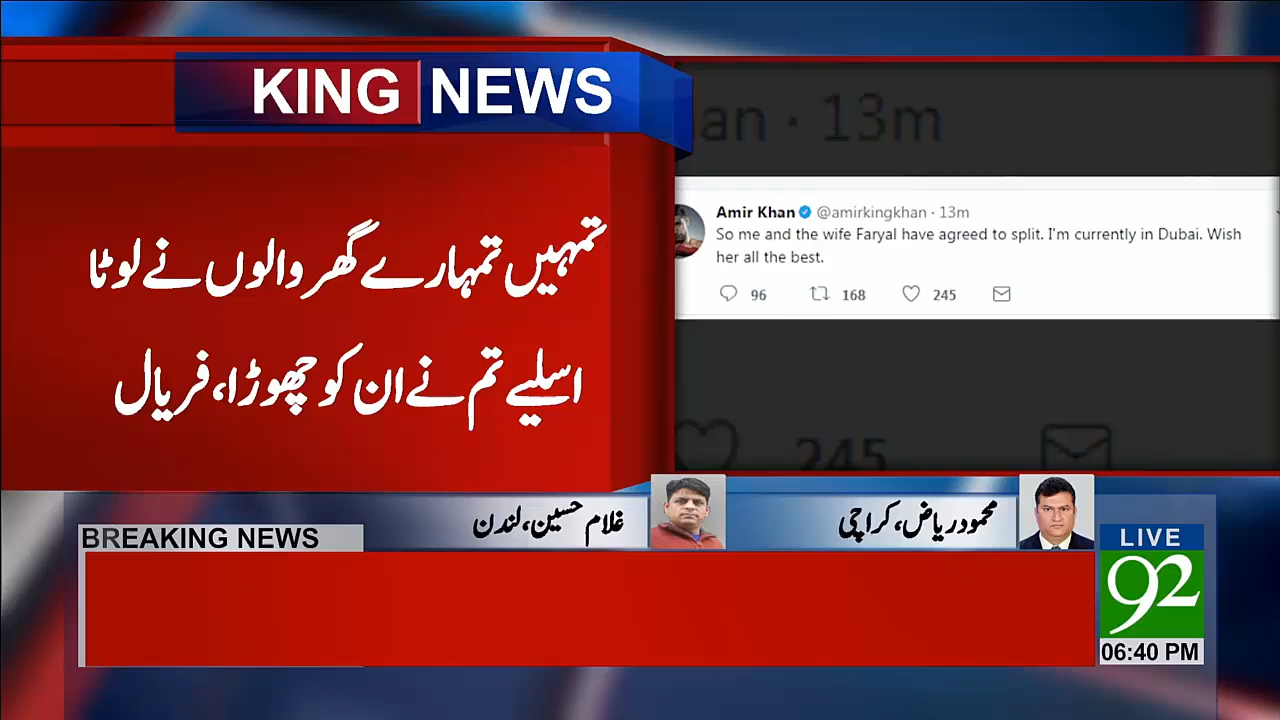 KING NEWS
an · 13m
تمہیں تمہارے گھر والوں نے لوٹا
اسلیے تم نے ان کو چھوڑا، فریال
Amir Khan @amirkingkhan · 13m
So me and the wife Faryal have agreed to split. I'm currently in Dubai. Wish
her all the best.
96 168 245
245
محمود ریاض، کراچی
غلام حسین، لندن
BREAKING NEWS
LIVE
92
06:40 PM